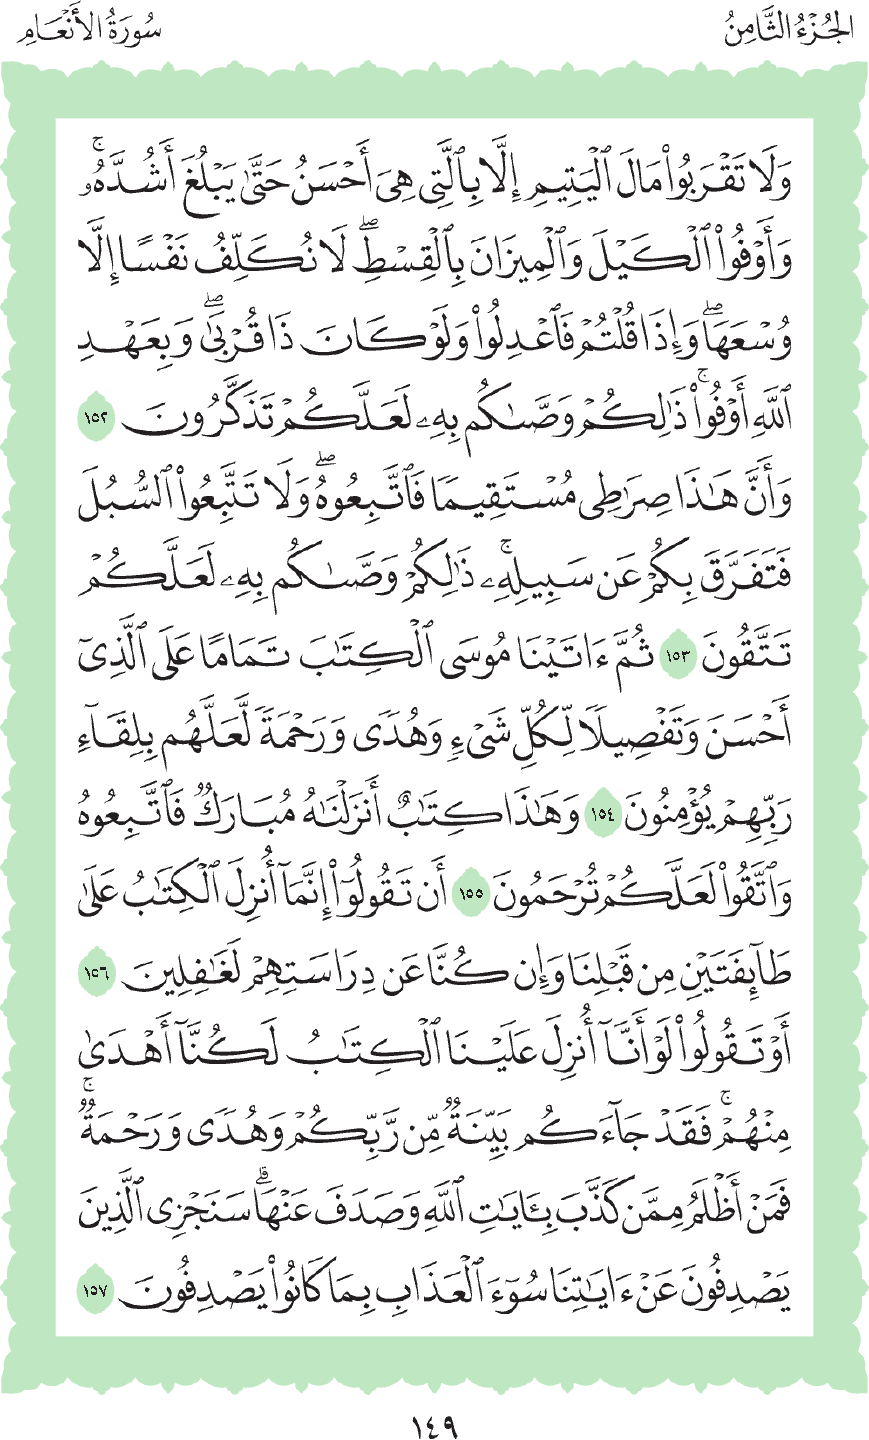 الجُزْءُ الثَّامِنُ
سُورَةُ الأَنْعَامِ
وَلَا تَقْرَبُوا۟ مَالَ ٱلْيَتِيمِ إِلَّا بِٱلَّتِى هِىَ أَحْسَنُ حَتَّىٰ يَبْلُغَ أَشُدَّهُۥ ۚ
وَأَوْفُوا۟ ٱلْكَيْلَ وَٱلْمِيزَانَ بِٱلْقِسْطِ ۖ لَا نُكَلِّفُ نَفْسًا إِلَّا
وُسْعَهَا ۖ وَإِذَا قُلْتُمْ فَٱعْدِلُوا۟ وَلَوْ كَانَ ذَا قُرْبَىٰ ۖ وَبِعَهْدِ
ٱللَّهِ أَوْفُوا۟ ۚ ذَٰلِكُمْ وَصَّىٰكُم بِهِۦ لَعَلَّكُمْ تَذَكَّرُونَ ١٥٢
وَأَنَّ هَٰذَا صِرَٰطِى مُسْتَقِيمًا فَٱتَّبِعُوهُ ۖ وَلَا تَتَّبِعُوا۟ ٱلسُّبُلَ
فَتَفَرَّقَ بِكُمْ عَن سَبِيلِهِۦ ۚ ذَٰلِكُمْ وَصَّىٰكُم بِهِۦ لَعَلَّكُمْ
تَتَّقُونَ ١٥٣ ثُمَّ ءَاتَيْنَا مُوسَى ٱلْكِتَٰبَ تَمَامًا عَلَى ٱلَّذِىٓ
أَحْسَنَ وَتَفْصِيلًا لِّكُلِّ شَىْءٍ وَهُدًى وَرَحْمَةً لَّعَلَّهُم بِلِقَآءِ
رَبِّهِمْ يُؤْمِنُونَ ١٥٤ وَهَٰذَا كِتَٰبٌ أَنزَلْنَٰهُ مُبَارَكٌ فَٱتَّبِعُوهُ
وَٱتَّقُوا۟ لَعَلَّكُمْ تُرْحَمُونَ ١٥٥ أَن تَقُولُوٓا۟ إِنَّمَآ أُنزِلَ ٱلْكِتَٰبُ عَلَىٰ
طَآئِفَتَيْنِ مِن قَبْلِنَا وَإِن كُنَّا عَن دِرَاسَتِهِمْ لَغَٰفِلِينَ ١٥٦
أَوْ تَقُولُوا۟ لَوْ أَنَّآ أُنزِلَ عَلَيْنَا ٱلْكِتَٰبُ لَكُنَّآ أَهْدَىٰ
مِنْهُمْ ۚ فَقَدْ جَآءَكُم بَيِّنَةٌ مِّن رَّبِّكُمْ وَهُدًى وَرَحْمَةٌ ۚ
فَمَنْ أَظْلَمُ مِمَّن كَذَّبَ بِـَٔايَٰتِ ٱللَّهِ وَصَدَفَ عَنْهَا ۗ سَنَجْزِى ٱلَّذِينَ
يَصْدِفُونَ عَنْ ءَايَٰتِنَا سُوٓءَ ٱلْعَذَابِ بِمَا كَانُوا۟ يَصْدِفُونَ ١٥٧
١٤٩